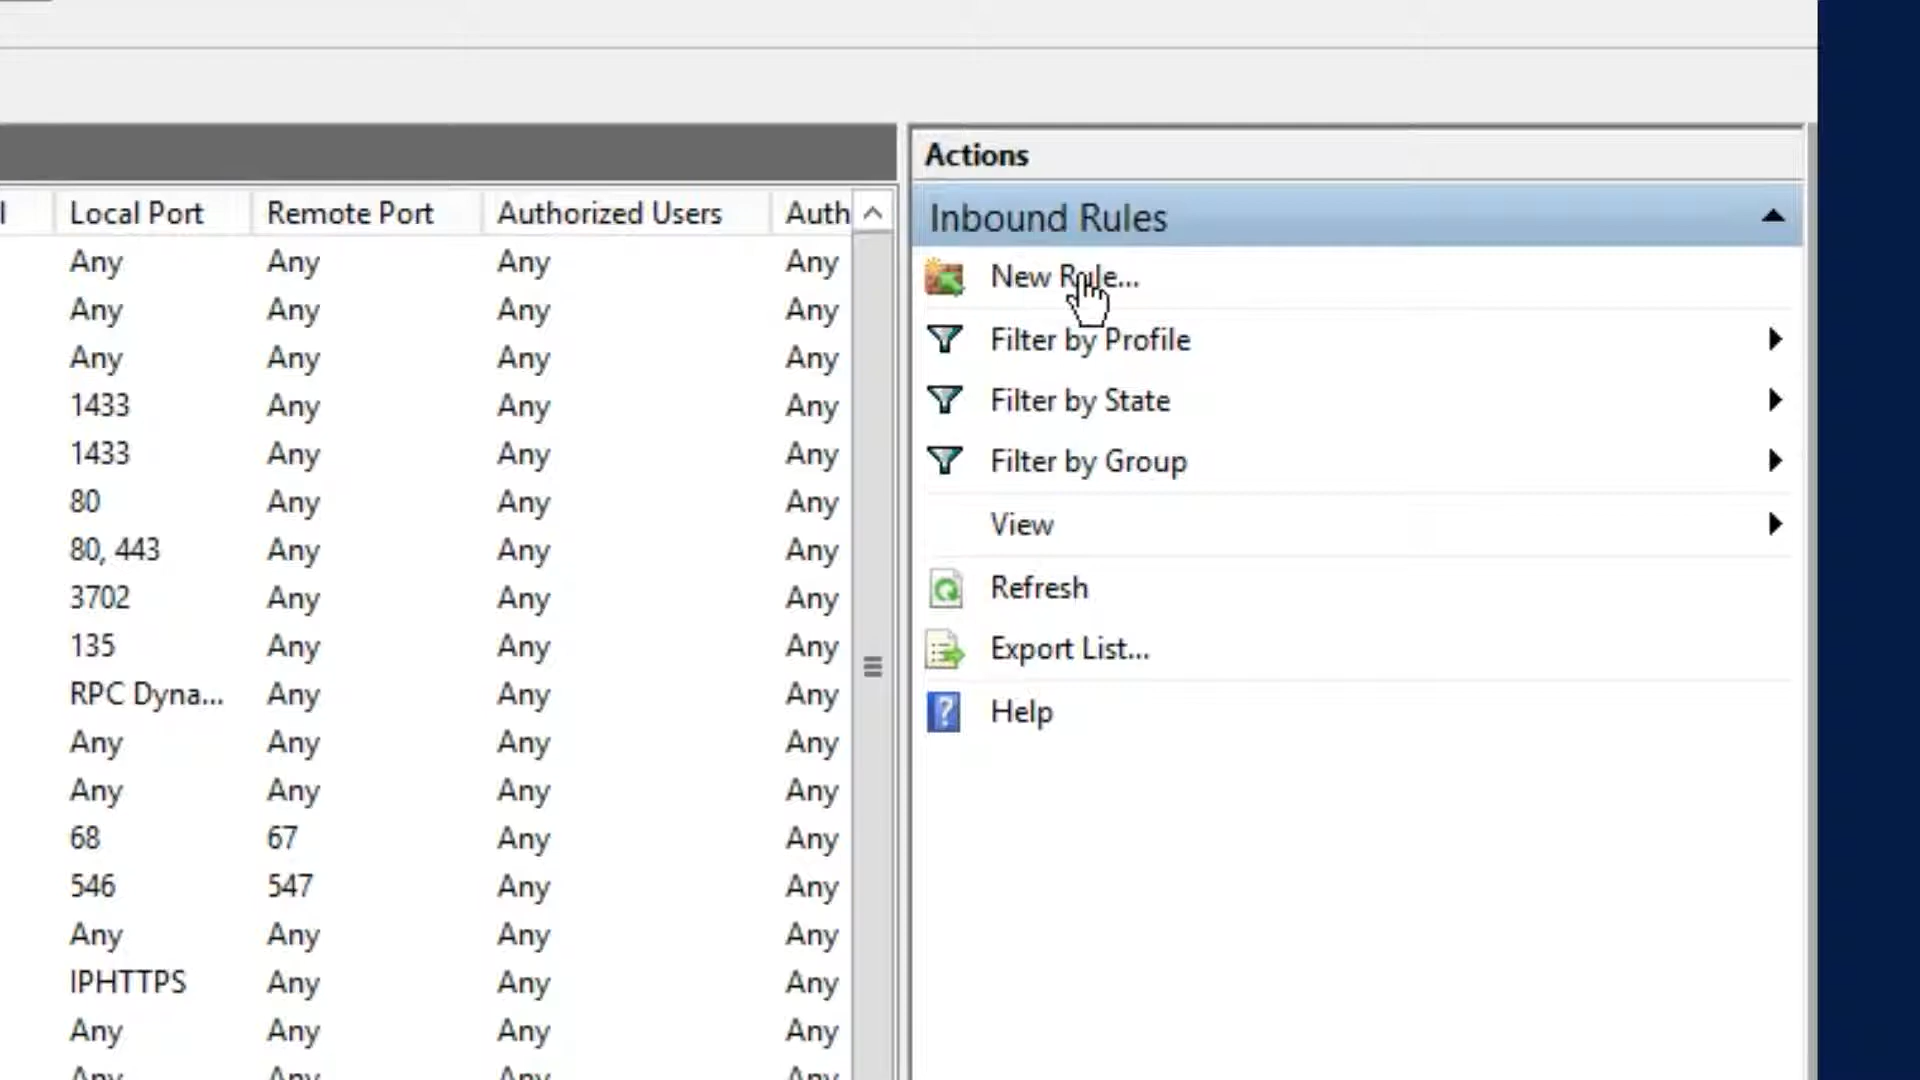 l Local Port Remote Port Authorized Users Auth
Any Any Any Any
Any Any Any Any
Any Any Any Any
1433 Any Any Any
1433 Any Any Any
80 Any Any Any
80, 443 Any Any Any
3702 Any Any Any
135 Any Any Any
RPC Dyna... Any Any Any
Any Any Any Any
Any Any Any Any
68 67 Any Any
546 547 Any Any
Any Any Any Any
IPHTTPS Any Any Any
Any Any Any Any
Any Any Any Any
Actions
Inbound Rules
New Rule...
Filter by Profile
Filter by State
Filter by Group
View
Refresh
Export List...
Help